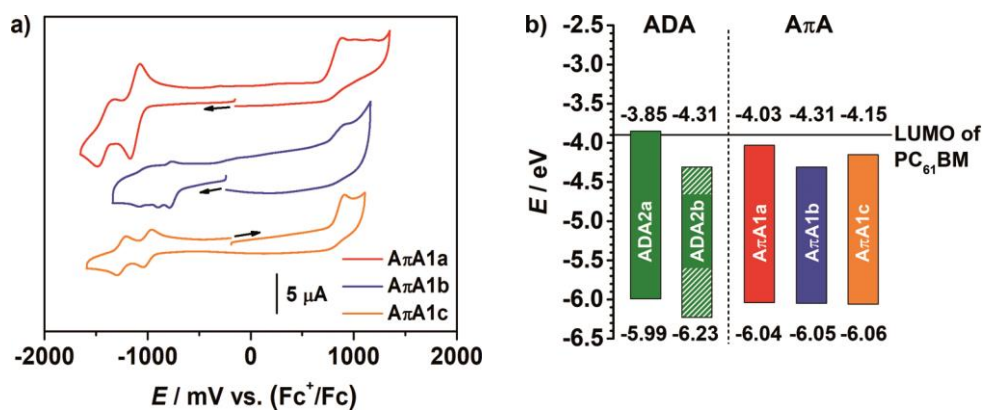 a)
AπA1a
AπA1b
AπA1c
5 μA
-2000 -1000 0 1000 2000
E / mV vs. (Fc⁺/Fc)
b)
ADA AπA
-2.5
-3.0
-3.5
-4.0
-4.5
-5.0
-5.5
-6.0
-6.5
E / eV
-3.85 -4.31 -4.03 -4.31 -4.15
LUMO of
PC₆₁BM
ADA2a
ADA2b
AπA1a
AπA1b
AπA1c
-5.99 -6.23 -6.04 -6.05 -6.06